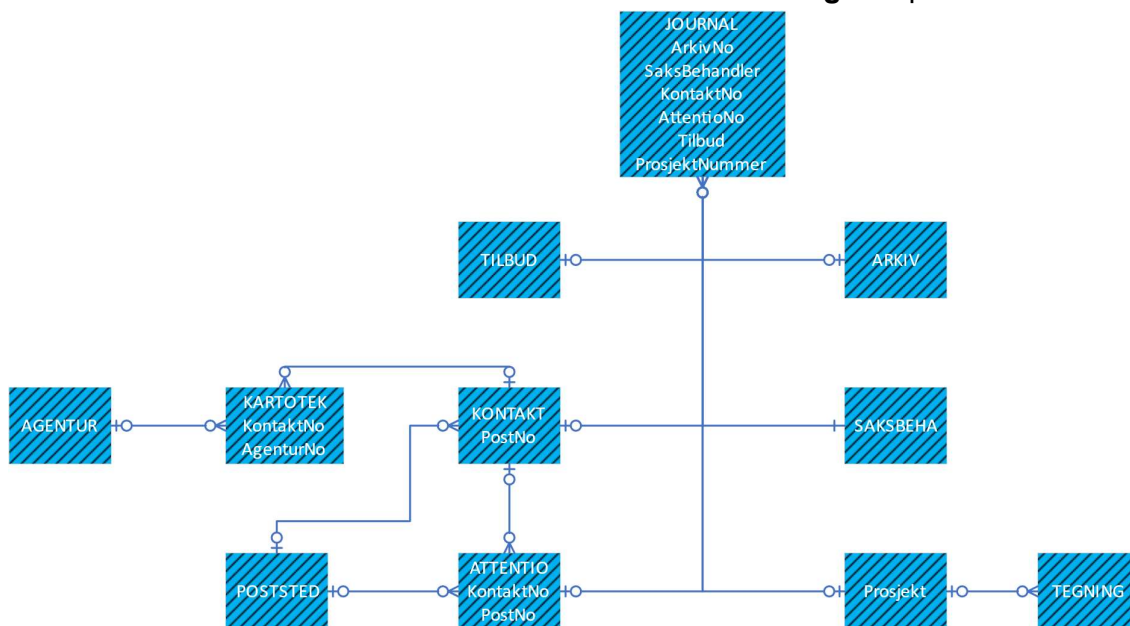 JOURNAL
ArkivNo
SaksBehandler
KontaktNo
AttentioNo
Tilbud
ProsjektNummer
TILBUD
ARKIV
AGENTUR
KARTOTEK
KontaktNo
AgenturNo
KONTAKT
PostNo
SAKSBEHA
POSTSTED
ATTENTIO
KontaktNo
PostNo
Prosjekt
TEGNING